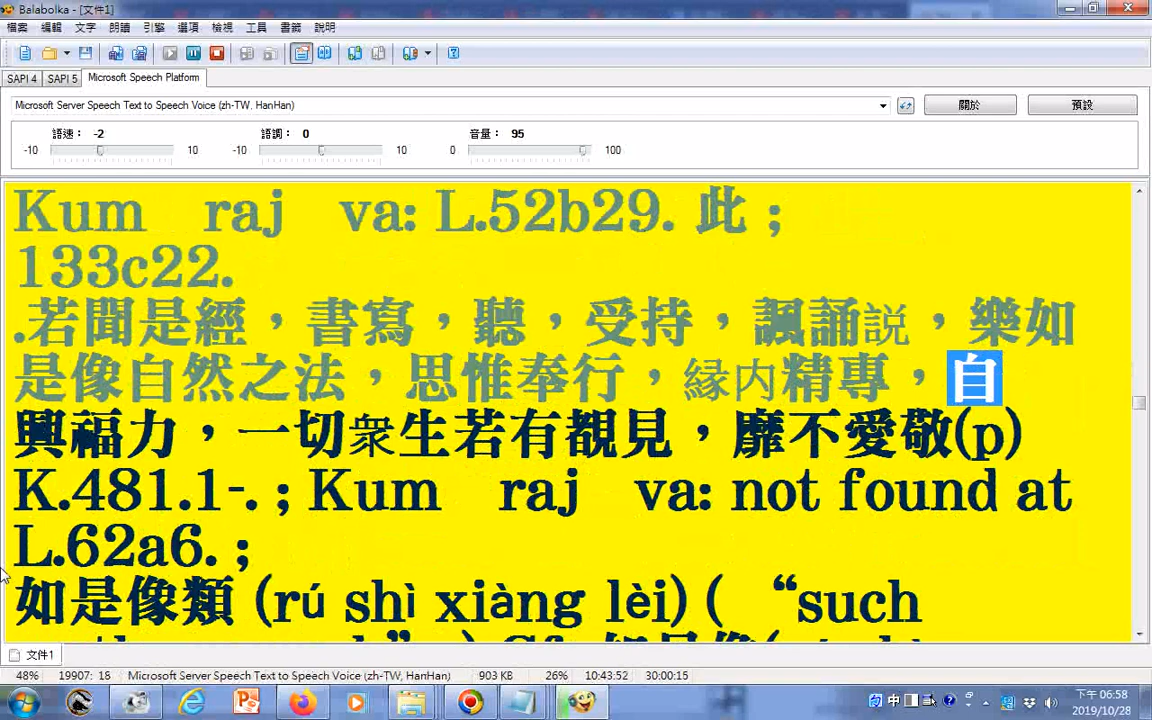 Balabolka - [文件1]
檔案 編輯 文字 朗讀 引擎 選項 檢視 工具 書籤 說明
SAPI 4 SAPI 5 Microsoft Speech Platform
Microsoft Server Speech Text to Speech Voice (zh-TW, HanHan) 關於 預設
語速： -2 語調： 0 音量： 95
-10 10 -10 10 0 100
Kum raj va: L.52b29. 此 ;
133c22.
.若聞是經，書寫，聽，受持，諷誦説，樂如
是像自然之法，思惟奉行，縁内精專，自
興福力，一切衆生若有覩見，靡不愛敬(p)
K.481.1-. ; Kum raj va: not found at
L.62a6. ;
如是像類 (rú shì xiàng lèi) ( “such
文件1
48% 19907: 18 Microsoft Server Speech Text to Speech Voice (zh-TW, HanHan) 903 KB 26% 10:43:52 30:00:15
中
下午 06:58
2019/10/28